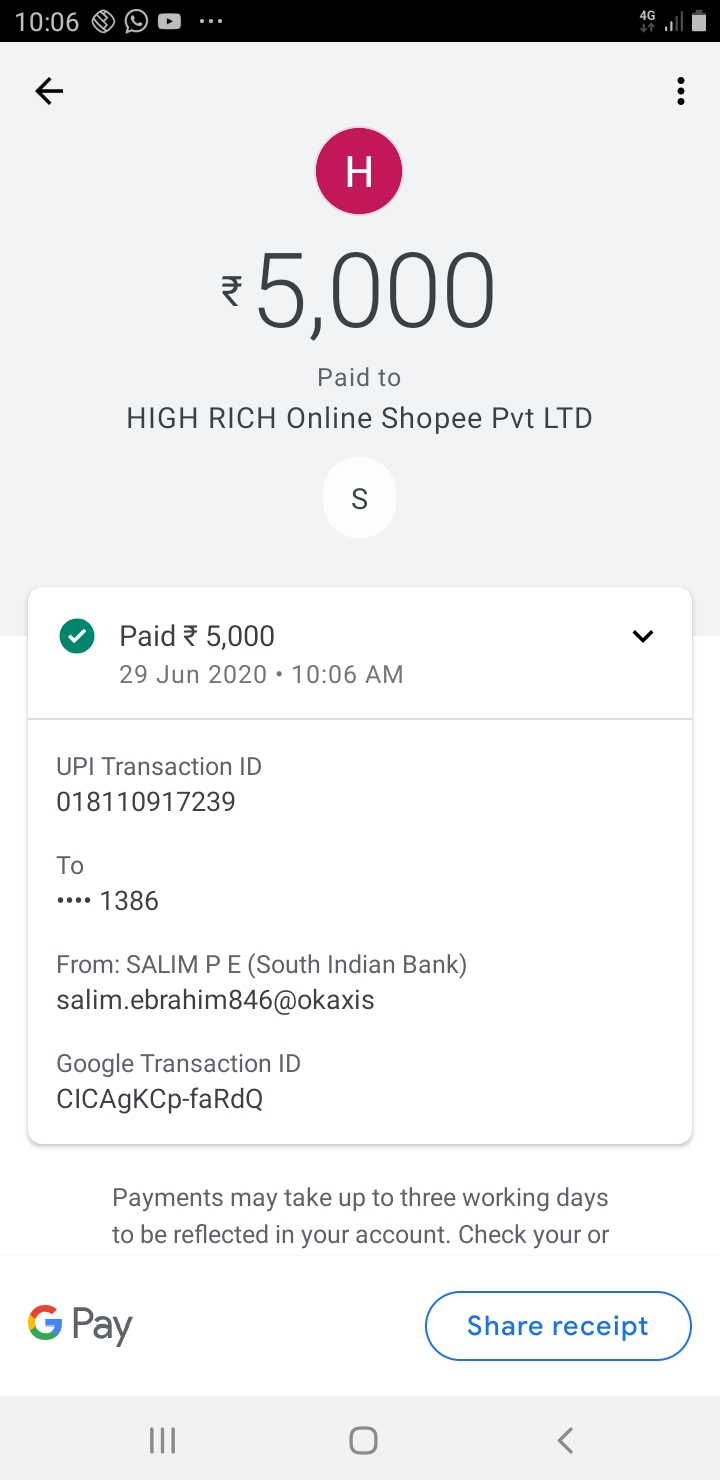 10:06
4G
H
₹5,000
Paid to
HIGH RICH Online Shopee Pvt LTD
S
Paid ₹ 5,000
29 Jun 2020 • 10:06 AM
UPI Transaction ID
018110917239
To
•••• 1386
From: SALIM P E (South Indian Bank)
salim.ebrahim846@okaxis
Google Transaction ID
CICAgKCp-faRdQ
Payments may take up to three working days
to be reflected in your account. Check your or
G Pay
Share receipt